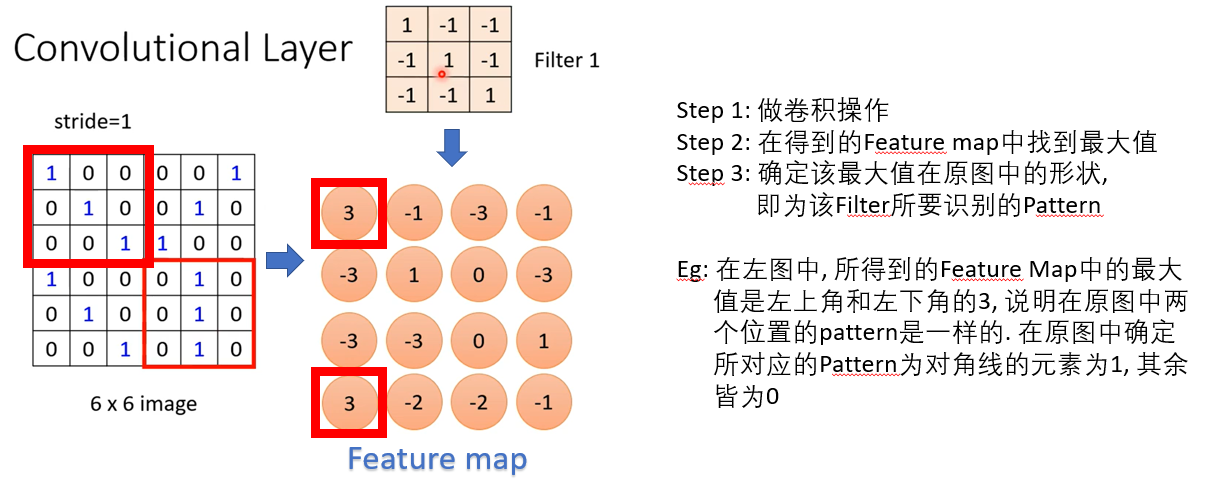 Convolutional Layer
1 -1 -1
-1 1 -1
-1 -1 1
Filter 1
stride=1
1 0 0 0 0 1
0 1 0 0 1 0
0 0 1 1 0 0
1 0 0 0 1 0
0 1 0 0 1 0
0 0 1 0 1 0
6 x 6 image
3 -1 -3 -1
-3 1 0 -3
-3 -3 0 1
3 -2 -2 -1
Feature map
Step 1: 做卷积操作
Step 2: 在得到的Feature map中找到最大值
Step 3: 确定该最大值在原图中的形状,
即为该Filter所要识别的Pattern
Eg: 在左图中, 所得到的Feature Map中的最大
值是左上角和左下角的3, 说明在原图中两
个位置的pattern是一样的. 在原图中确定
所对应的Pattern为对角线的元素为1, 其余
皆为0